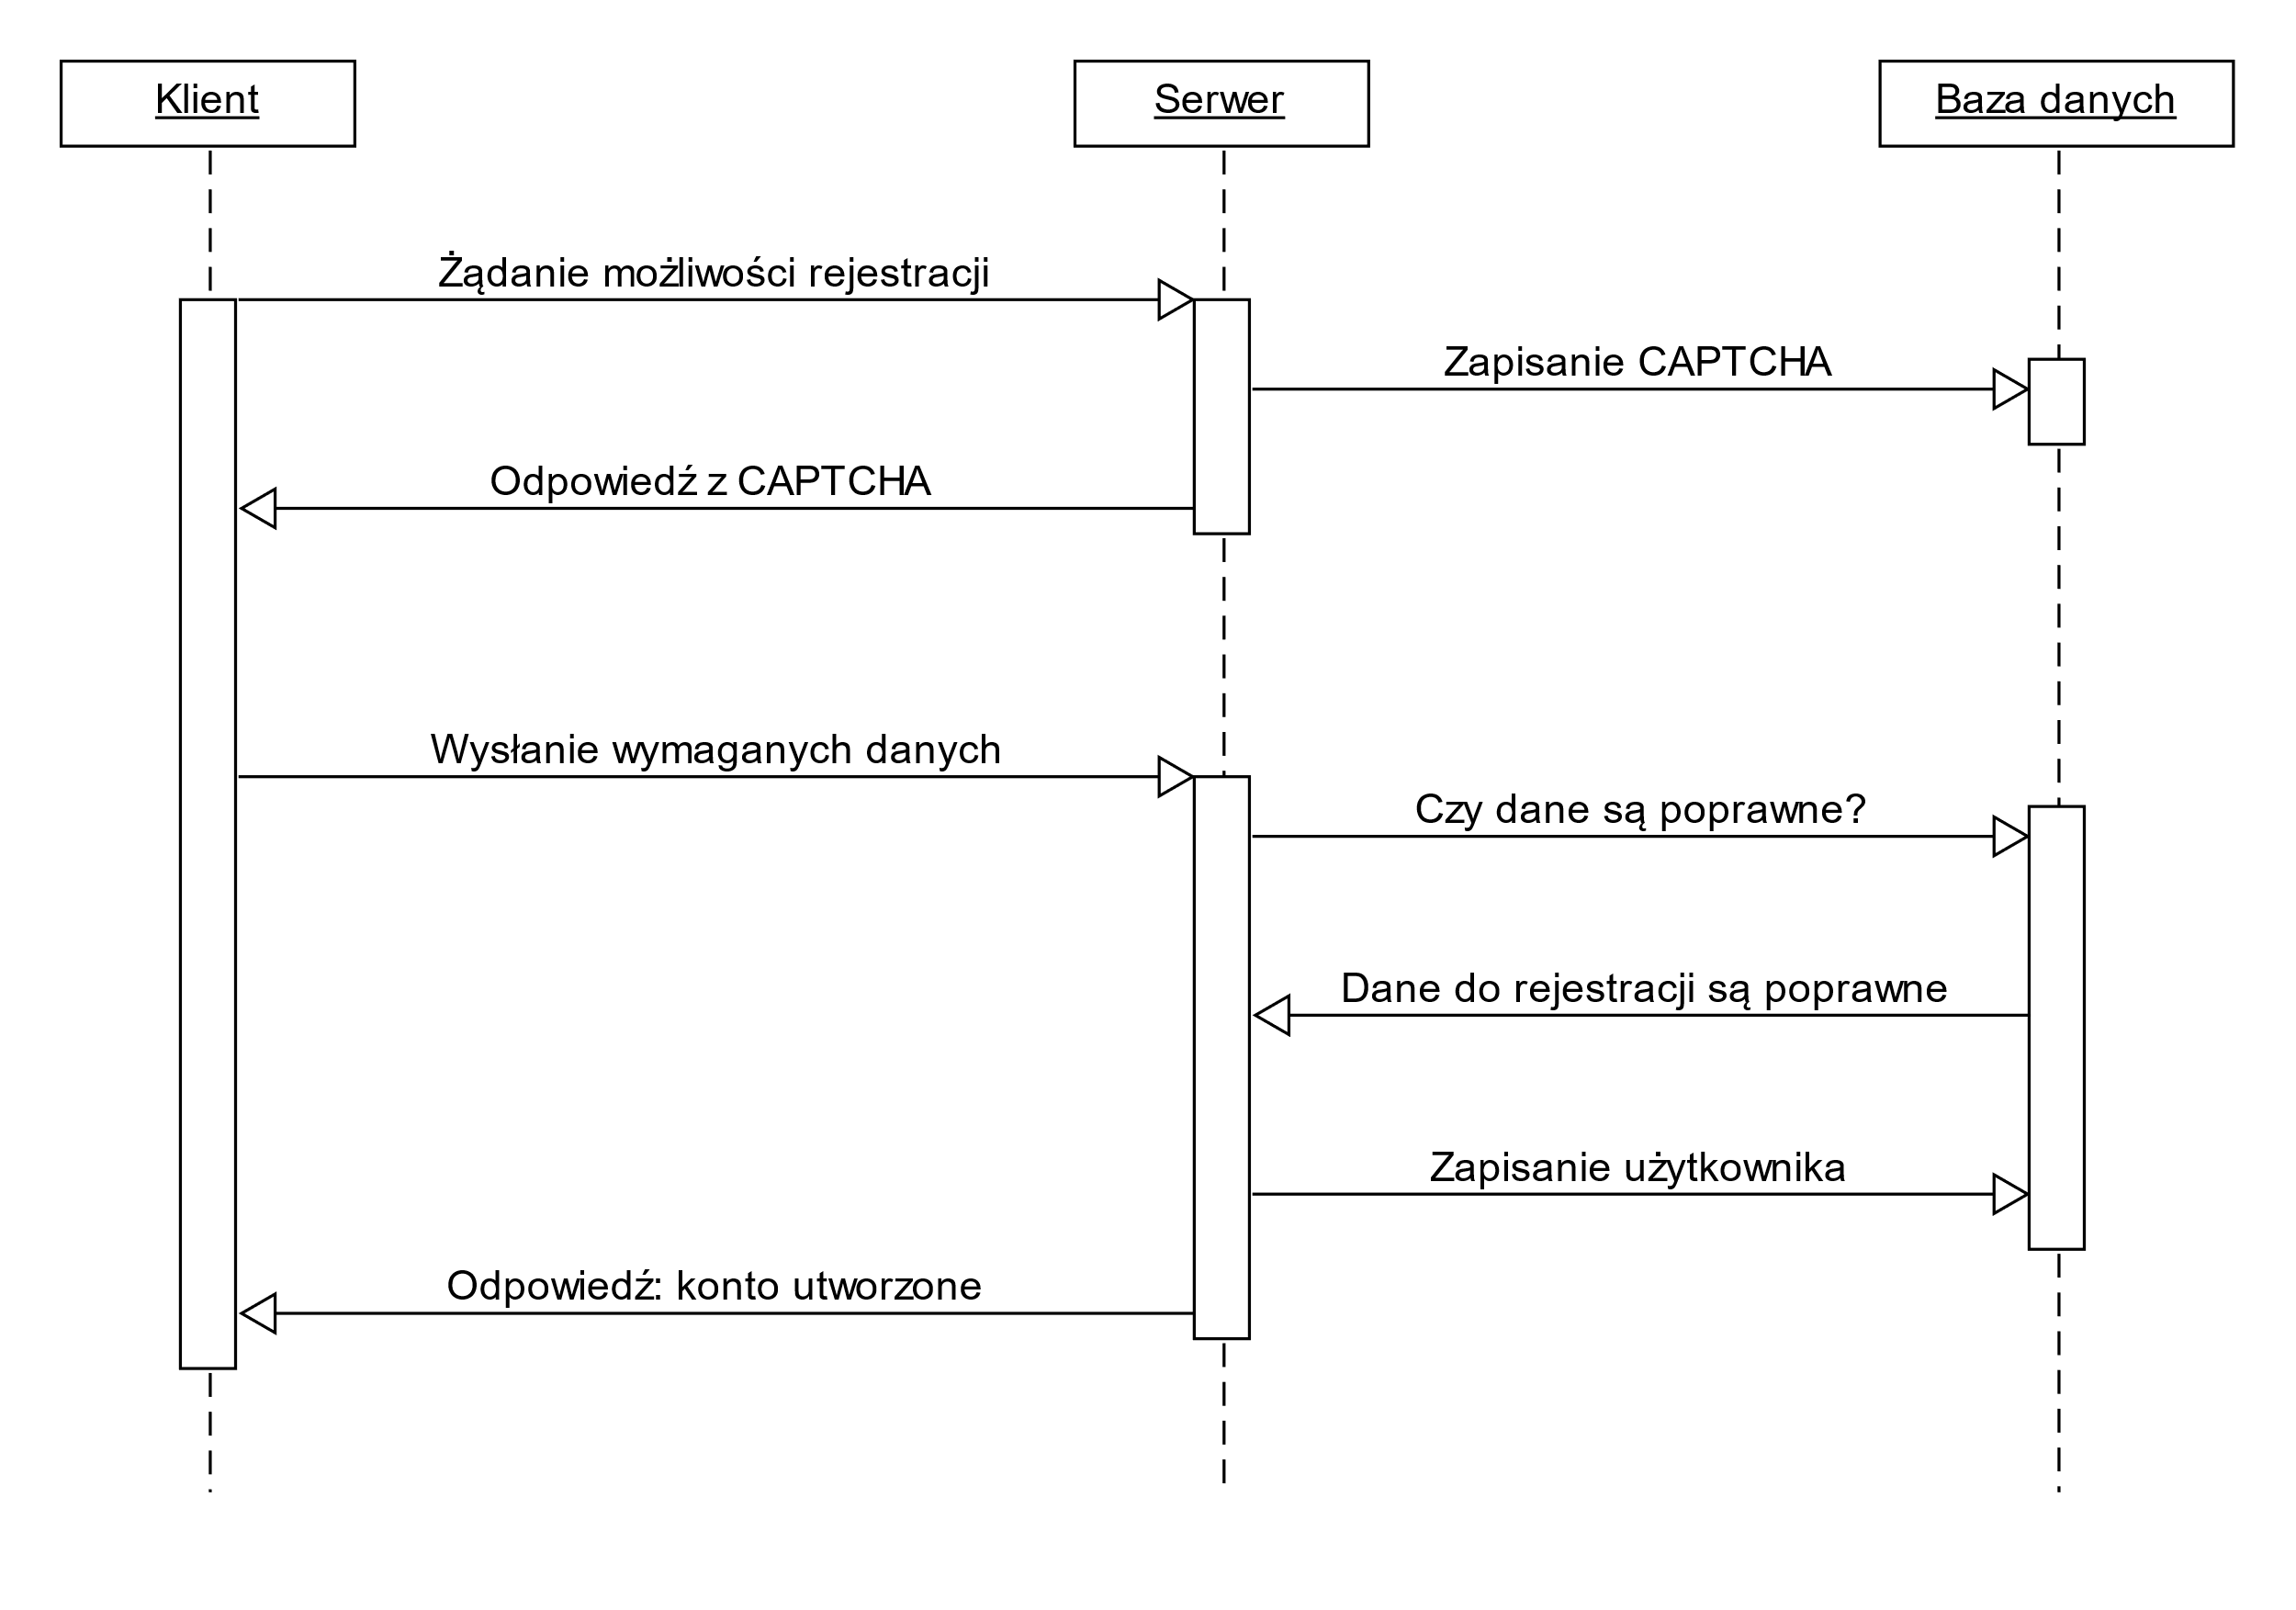 Klient
Serwer
Baza danych
Żądanie możliwości rejestracji
Zapisanie CAPTCHA
Odpowiedź z CAPTCHA
Wysłanie wymaganych danych
Czy dane są poprawne?
Dane do rejestracji są poprawne
Zapisanie użytkownika
Odpowiedź: konto utworzone